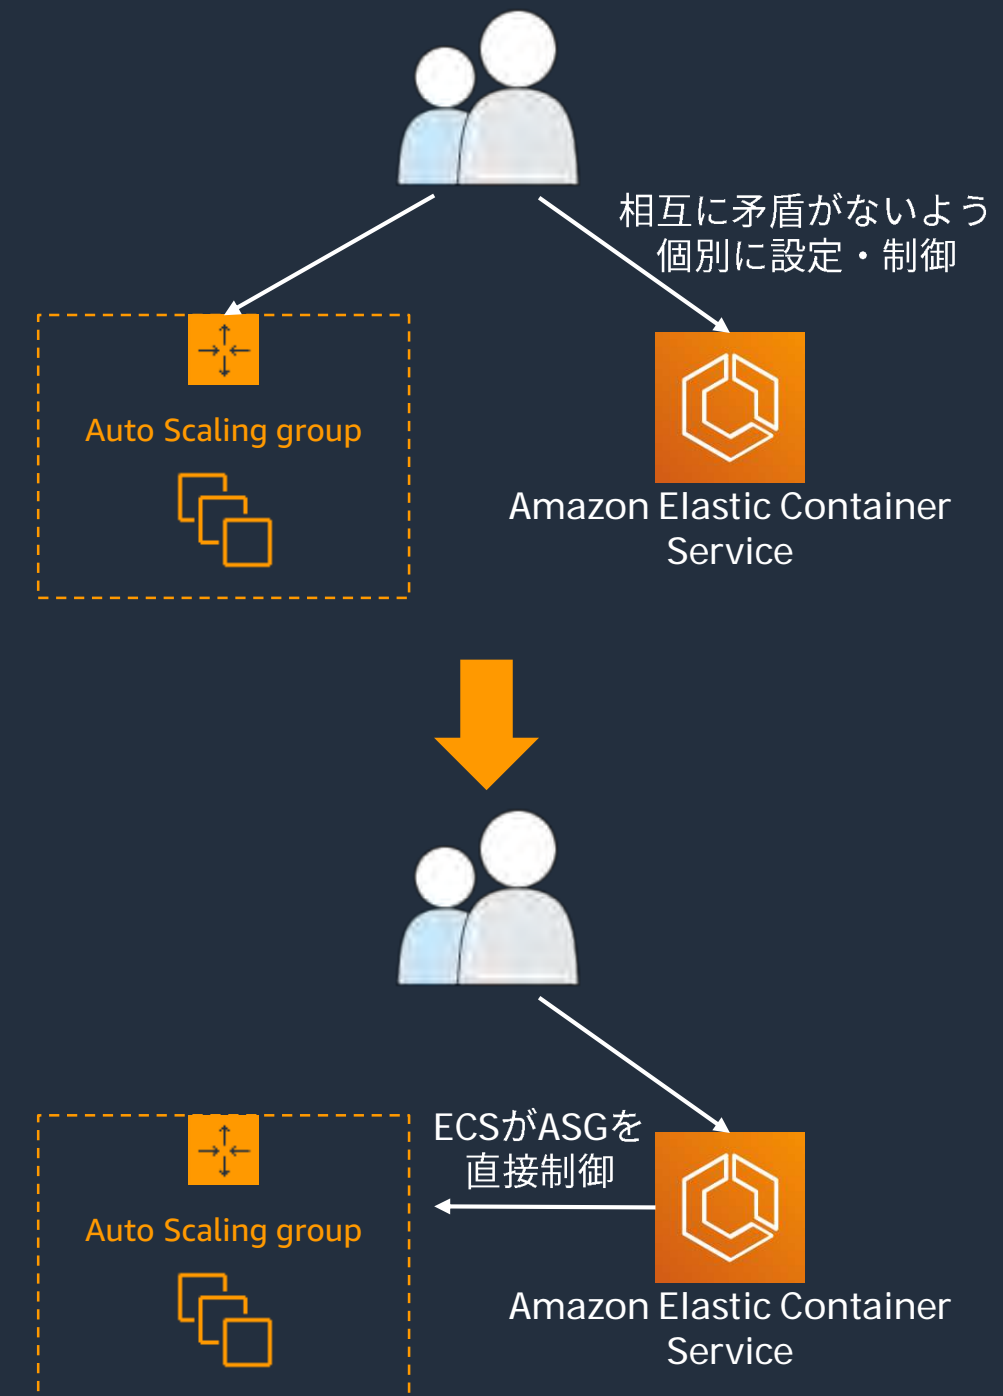 相互に矛盾がないよう
個別に設定・制御
Auto Scaling group
Amazon Elastic Container
Service
ECSがASGを
直接制御
Auto Scaling group
Amazon Elastic Container
Service